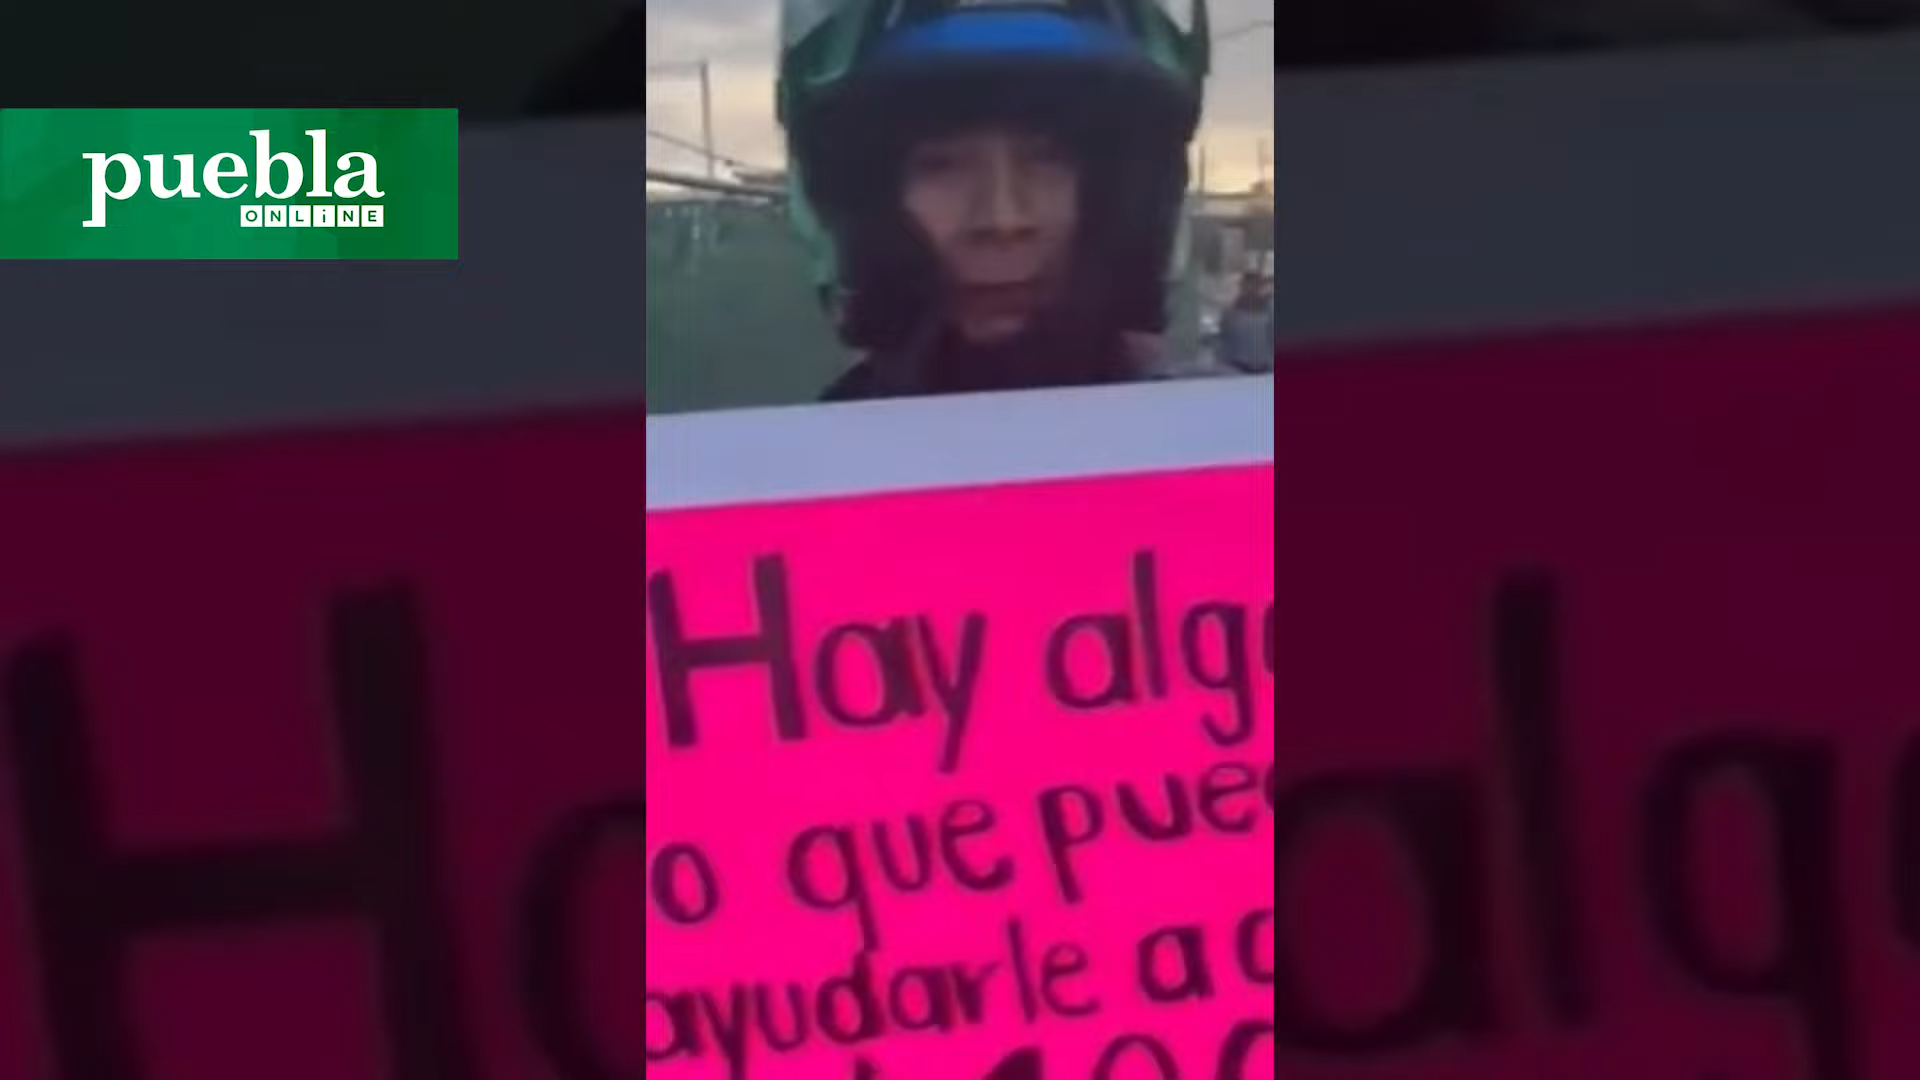 puebla
ONLINE
Hay alg
o que pue
ayudarle a